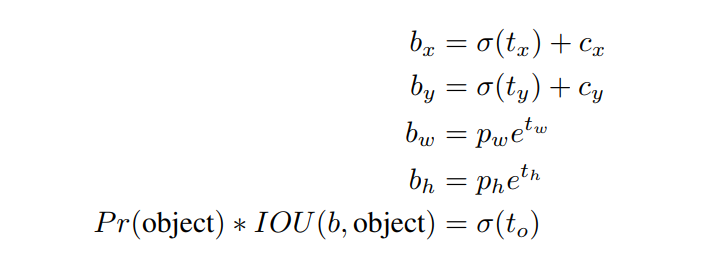 b_x = σ(t_x) + c_x
b_y = σ(t_y) + c_y
b_w = p_w e^{t_w}
b_h = p_h e^{t_h}
Pr(object) * IOU(b, object) = σ(t_o)